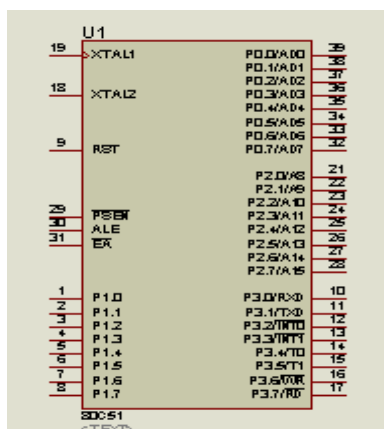 U1
19 XTAL1 P0.0/AD0 39
P0.1/AD1 38
P0.2/AD2 37
18 XTAL2 P0.3/AD3 36
P0.4/AD4 35
P0.5/AD5 34
P0.6/AD6 33
9 RST P0.7/AD7 32
P2.0/A8 21
P2.1/A9 22
P2.2/A10 23
29 PSEN P2.3/A11 24
30 ALE P2.4/A12 25
31 EA P2.5/A13 26
P2.6/A14 27
P2.7/A15 28
1 P1.0 P3.0/RXD 10
2 P1.1 P3.1/TXD 11
3 P1.2 P3.2/INT0 12
4 P1.3 P3.3/INT1 13
5 P1.4 P3.4/T0 14
6 P1.5 P3.5/T1 15
7 P1.6 P3.6/WR 16
8 P1.7 P3.7/RD 17
80C51
<TEXT>